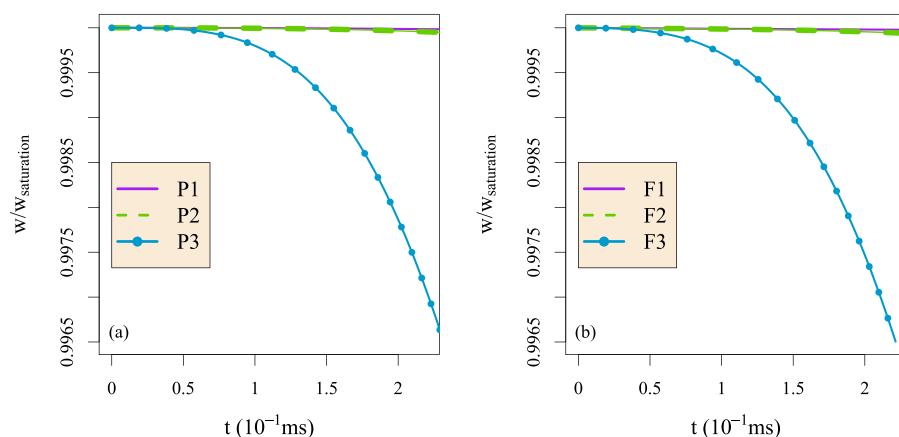 w/w_saturation
0.9995
0.9985
0.9975
0.9965
P1
P2
P3
(a)
0 0.5 1 1.5 2
t (10⁻¹ms)
w/w_saturation
0.9995
0.9985
0.9975
0.9965
F1
F2
F3
(b)
0 0.5 1 1.5 2
t (10⁻¹ms)